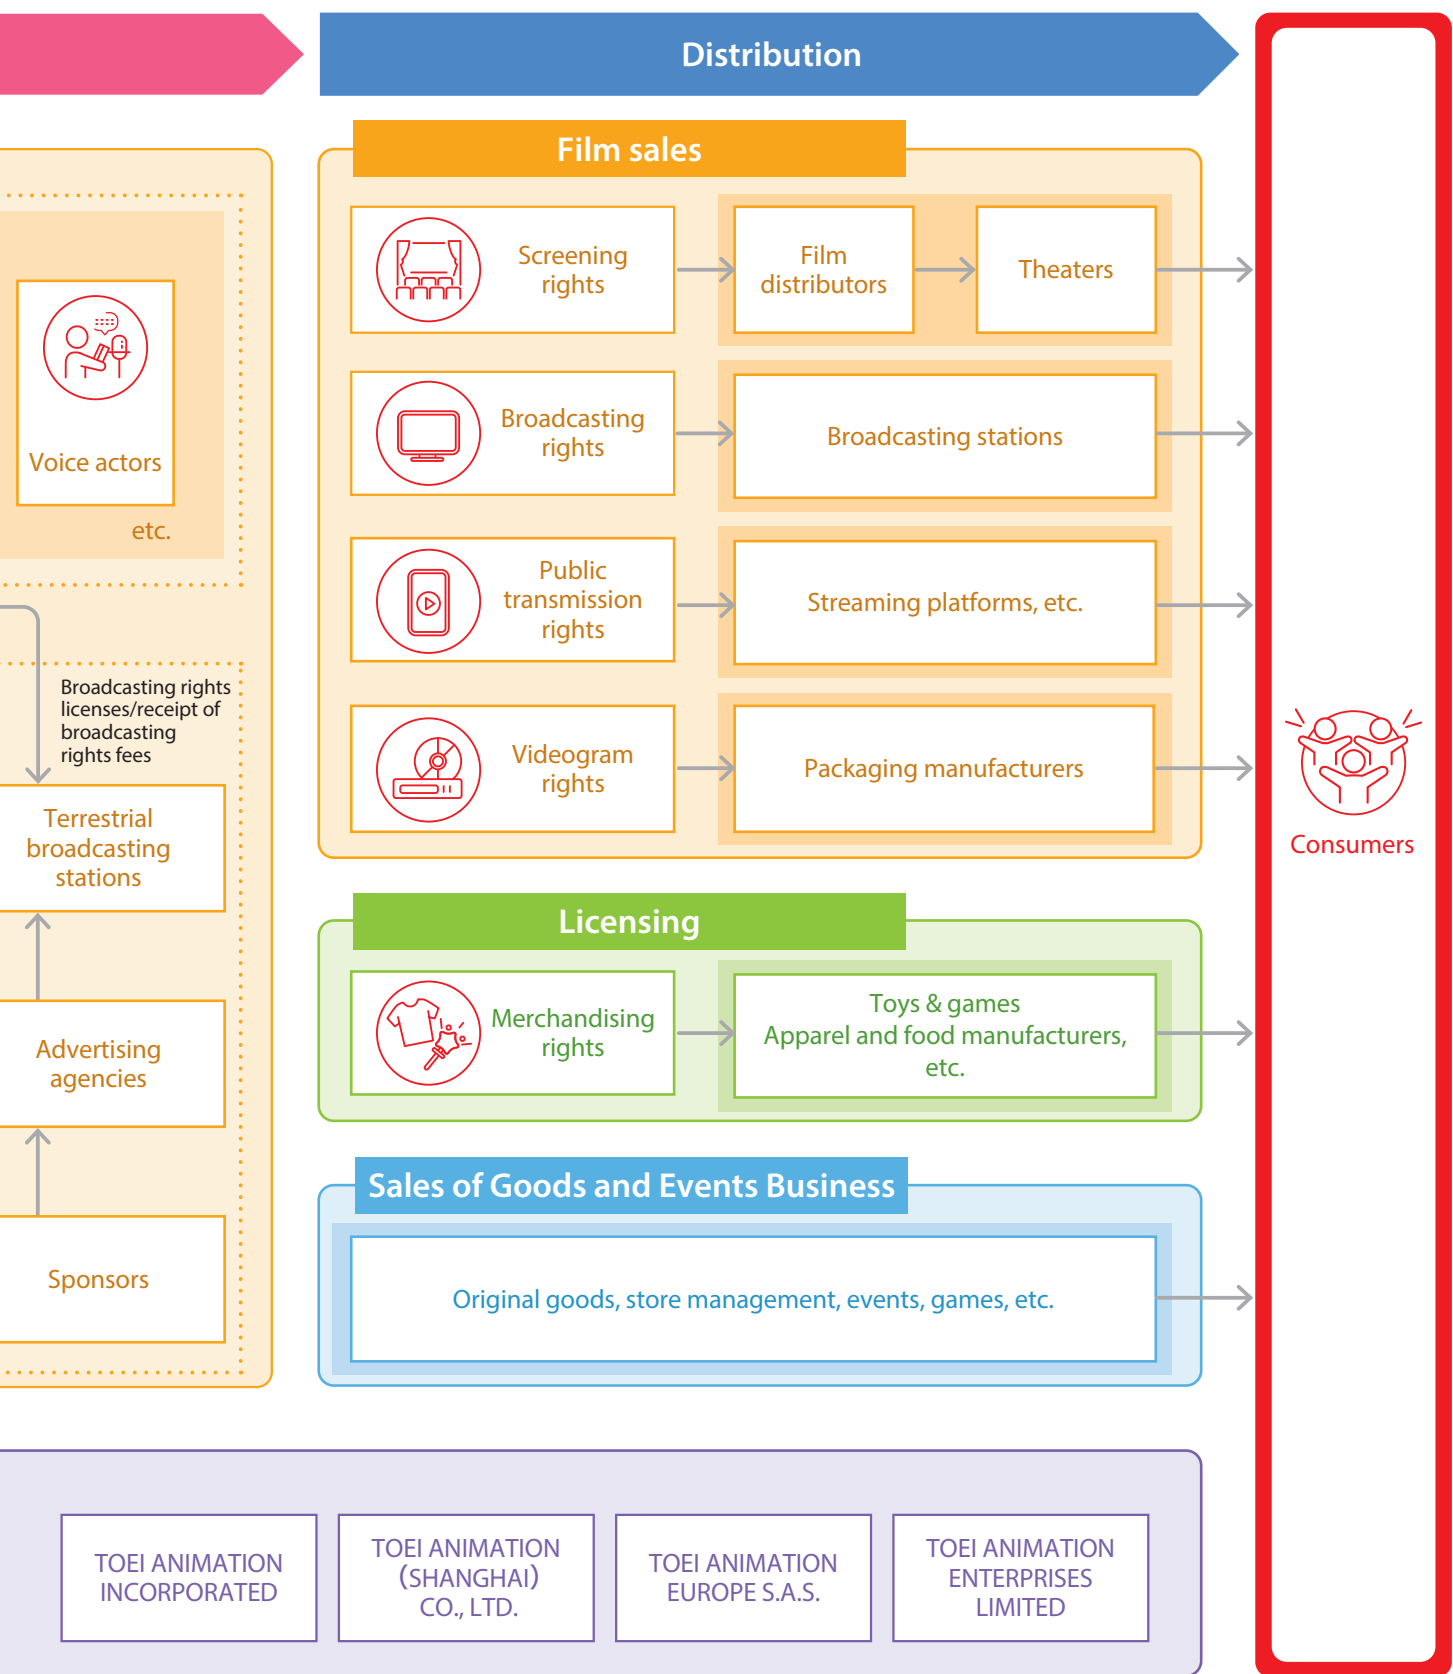 Distribution
Voice actors
etc.
Broadcasting rights
licenses/receipt of
broadcasting
rights fees
Terrestrial
broadcasting
stations
Advertising
agencies
Sponsors
Film sales
Screening
rights
Film
distributors
Theaters
Broadcasting
rights
Broadcasting stations
Public
transmission
rights
Streaming platforms, etc.
Videogram
rights
Packaging manufacturers
Licensing
Merchandising
rights
Toys & games
Apparel and food manufacturers,
etc.
Sales of Goods and Events Business
Original goods, store management, events, games, etc.
Consumers
TOEI ANIMATION
INCORPORATED
TOEI ANIMATION
(SHANGHAI)
CO., LTD.
TOEI ANIMATION
EUROPE S.A.S.
TOEI ANIMATION
ENTERPRISES
LIMITED